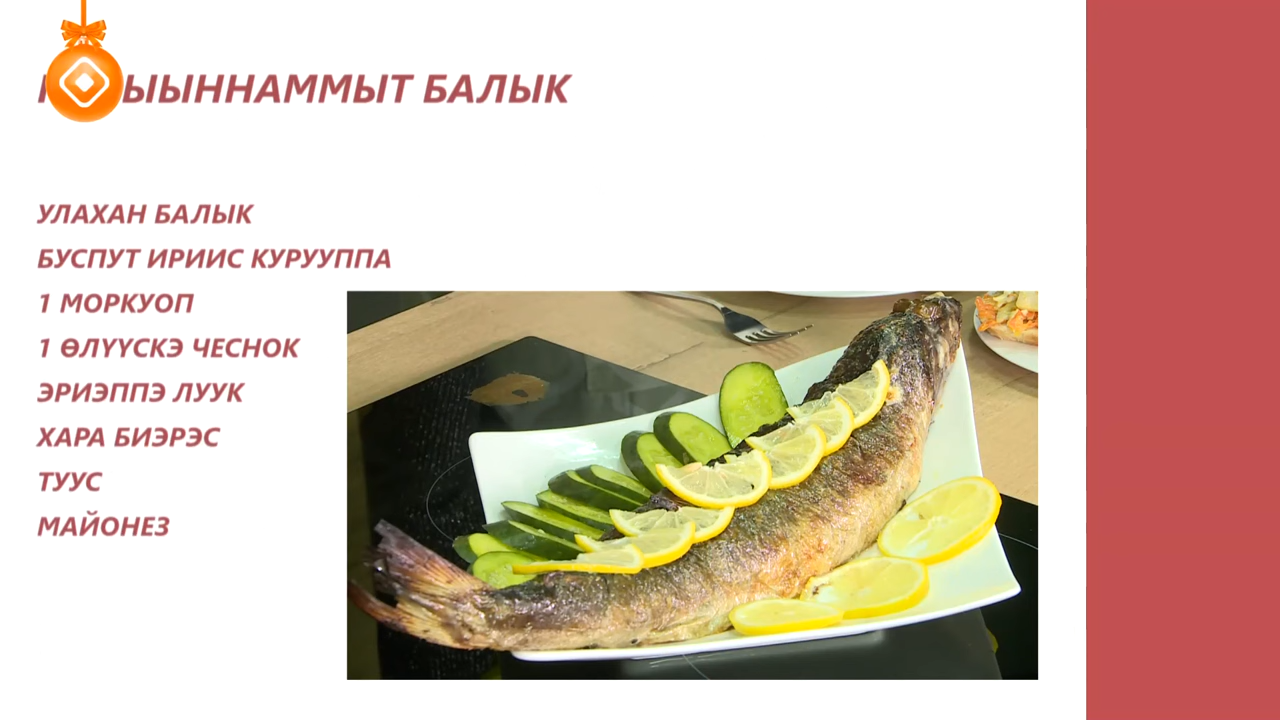 БАЛЫК
УЛАХАН БАЛЫК
БУСПУТ ИРИИС КУРУУППА
1 МОРКУОП
1 ӨЛҮҮСКЭ ЧЕСНОК
ЭРИЭППЭ ЛУУК
ХАРА БИЭРЭС
ТУУС
МАЙОНЕЗ